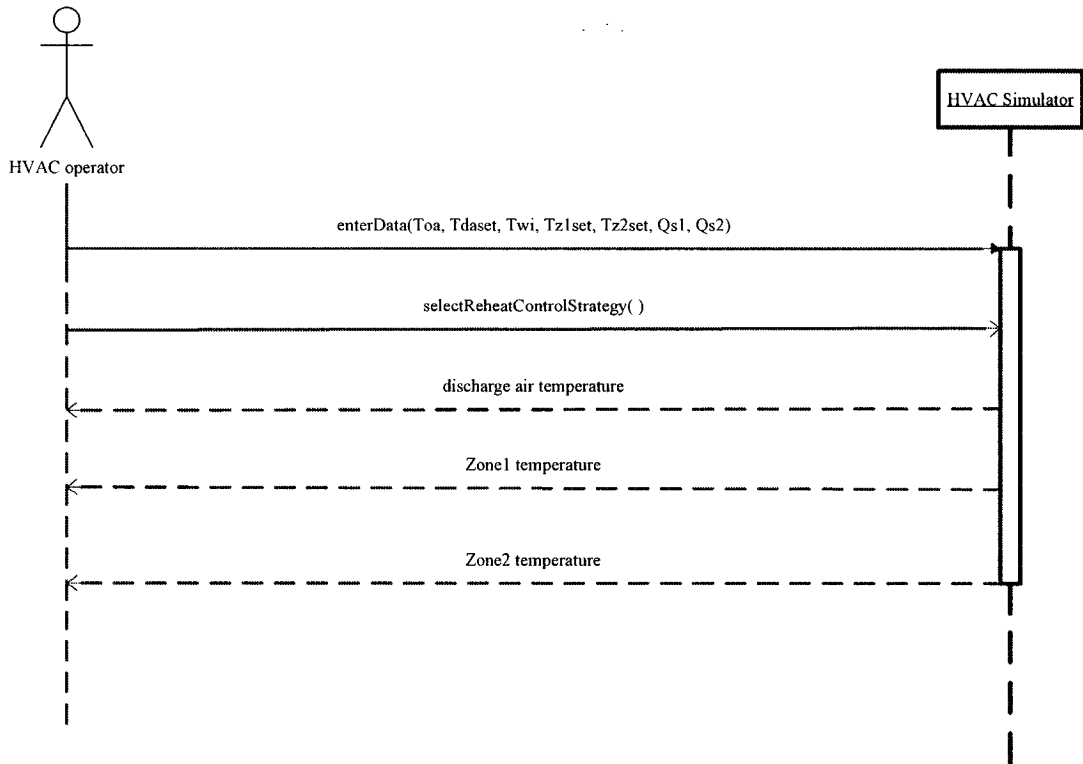 HVAC Simulator
HVAC operator
enterData(Toa, Tdaset, Twi, Tz1set, Tz2set, Qs1, Qs2)
selectReheatControlStrategy( )
discharge air temperature
Zone1 temperature
Zone2 temperature